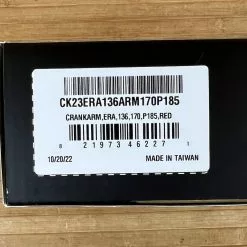 CK23ERA136ARM170P185
CRANKARM,ERA,136,170,P185,RED
8 21973 46227 1
10/20/22 MADE IN TAIWAN